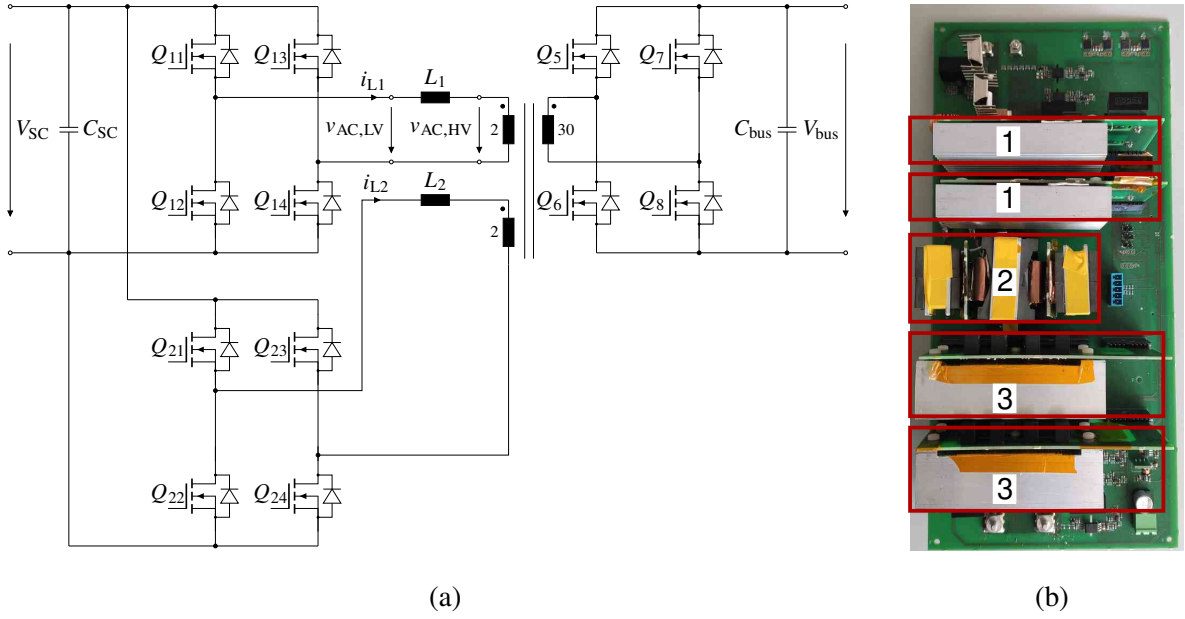 Q11
Q13
Q5
Q7
iL1
L1
VSC
CSC
vAC,LV
vAC,HV
2
30
Cbus
Vbus
iL2
L2
Q12
Q14
2
Q6
Q8
Q21
Q23
Q22
Q24
(a)
1
1
2
3
3
(b)